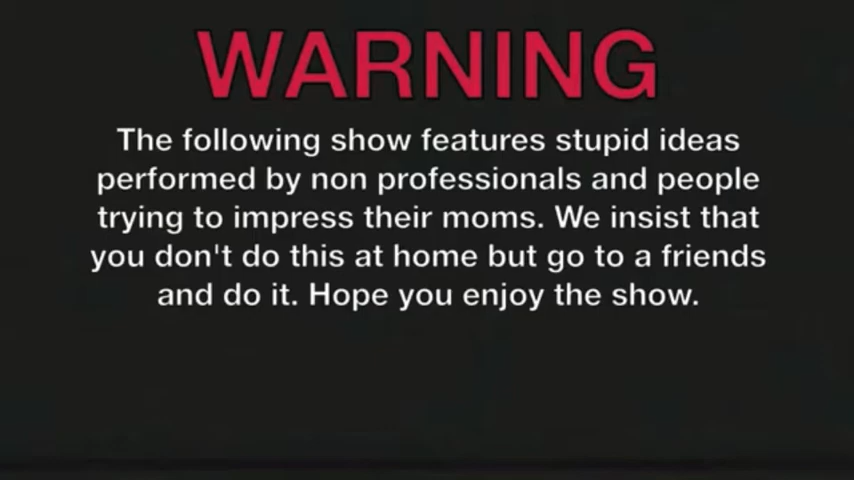 WARNING
The following show features stupid ideas
performed by non professionals and people
trying to impress their moms. We insist that
you don't do this at home but go to a friends
and do it. Hope you enjoy the show.